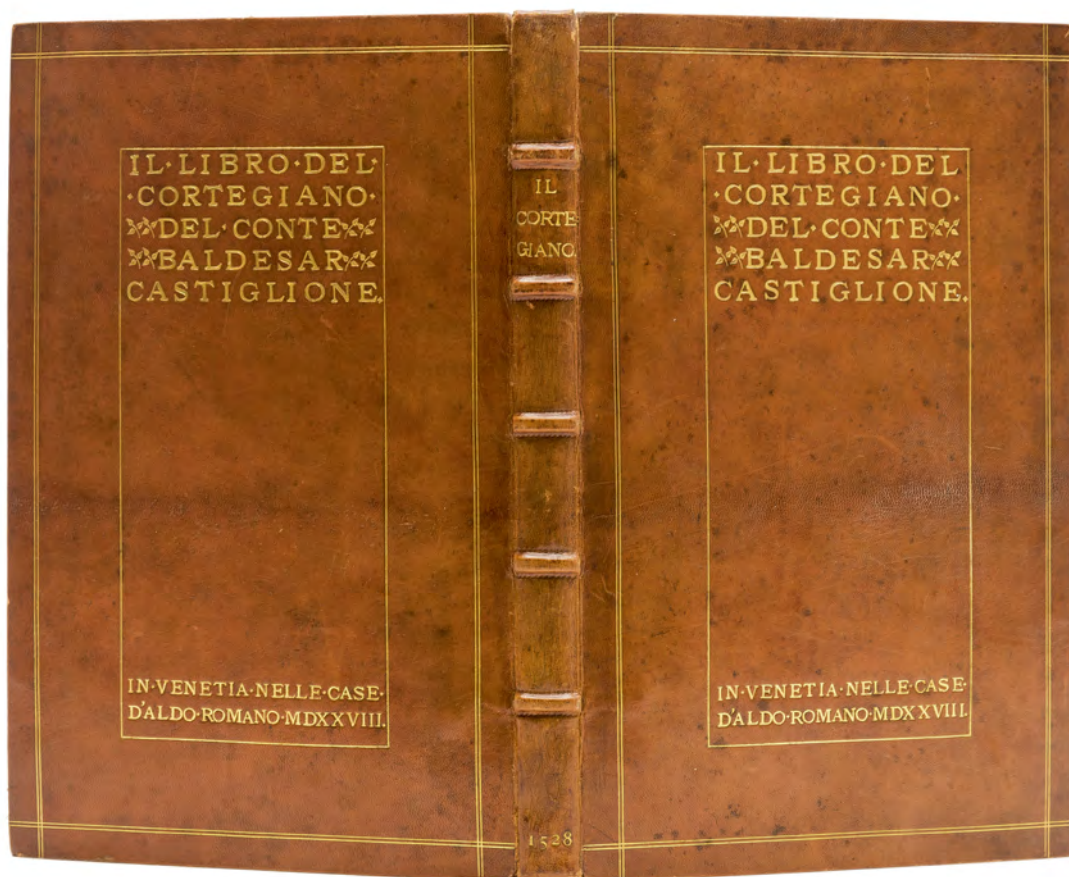 IL·LIBRO·DEL·
·CORTEGIANO·
DEL·CONTE
BALDESAR
CASTIGLIONE.
IN·VENETIA·NELLE·CASE·
D'ALDO·ROMANO·MDXXVIII.
IL
CORTE
GIANO.
1528
IL·LIBRO·DEL
CORTEGIANO·
DEL·CONTE
BALDESAR
CASTIGLIONE.
IN·VENETIA·NELLE·CASE·
D'ALDO·ROMANO·MDXXVIII.